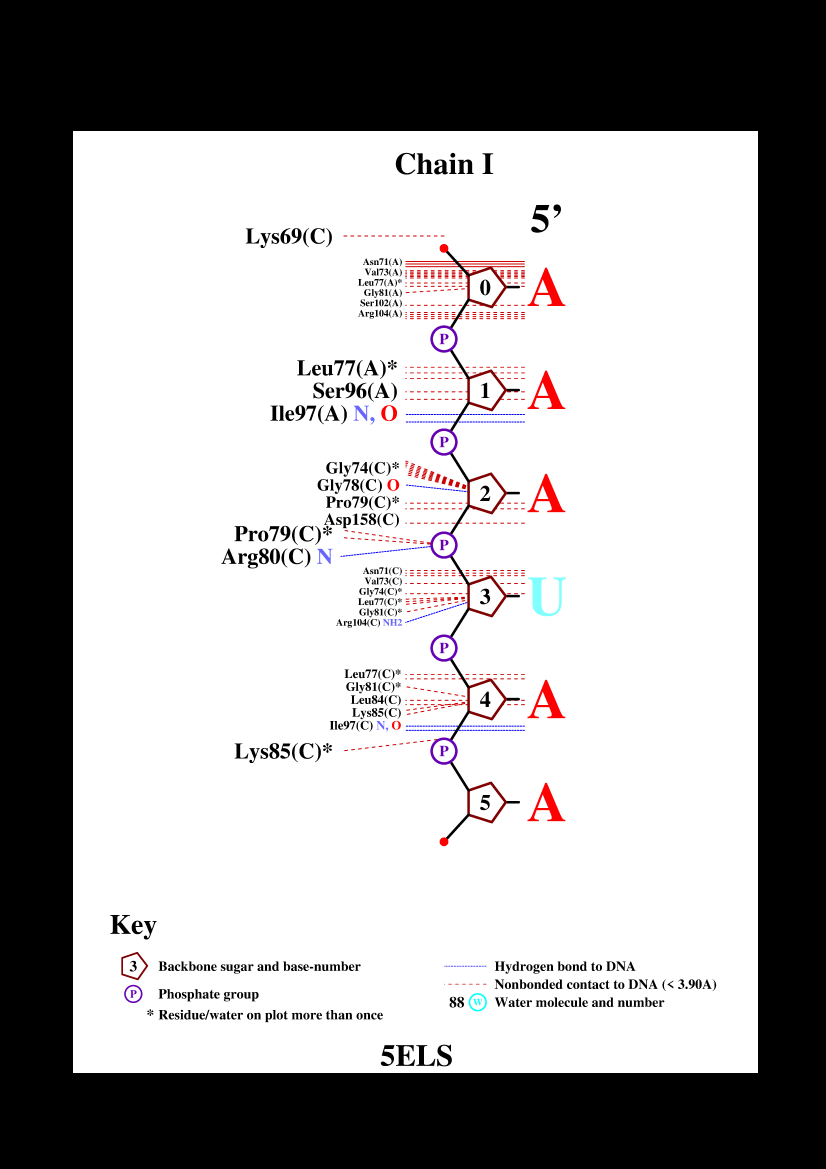 Chain I
5’
Lys69(C)
Asn71(A)
Val73(A)
Leu77(A)*
Gly81(A)
Ser102(A)
Arg104(A)
0 A
P
Leu77(A)*
Ser96(A)
Ile97(A) N, O
1 A
P
Gly74(C)*
Gly78(C) O
Pro79(C)*
Asp158(C)
2 A
Pro79(C)*
Arg80(C) N
P
Asn71(C)
Val73(C)
Gly74(C)*
Leu77(C)*
Gly81(C)*
Arg104(C) NH2
3 U
P
Leu77(C)*
Gly81(C)*
Leu84(C)
Lys85(C)
Ile97(C) N, O
4 A
Lys85(C)*
P
5 A
Key
3 Backbone sugar and base-number
P Phosphate group
* Residue/water on plot more than once
Hydrogen bond to DNA
Nonbonded contact to DNA (< 3.90A)
88 W Water molecule and number
5ELS